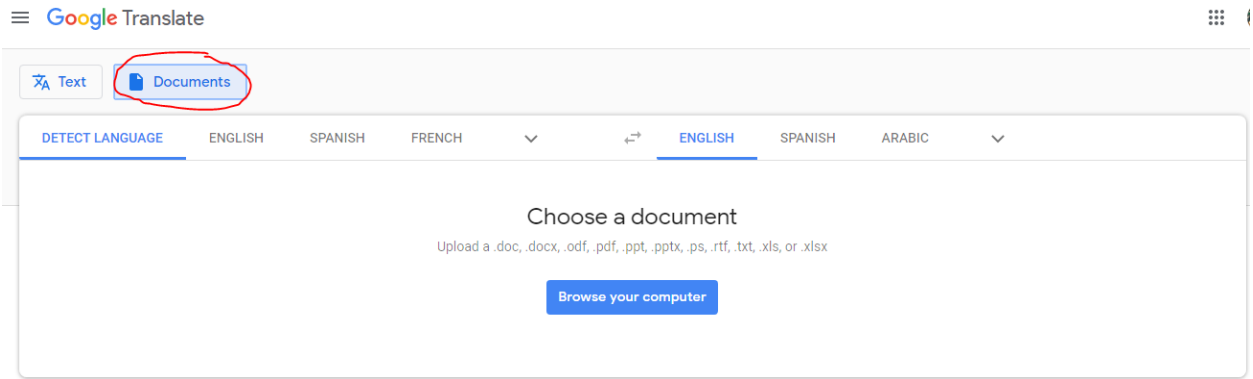 Google Translate
Text Documents
DETECT LANGUAGE ENGLISH SPANISH FRENCH ENGLISH SPANISH ARABIC
Choose a document
Upload a .doc, .docx, .odf, .pdf, .ppt, .pptx, .ps, .rtf, .txt, .xls, or .xlsx
Browse your computer